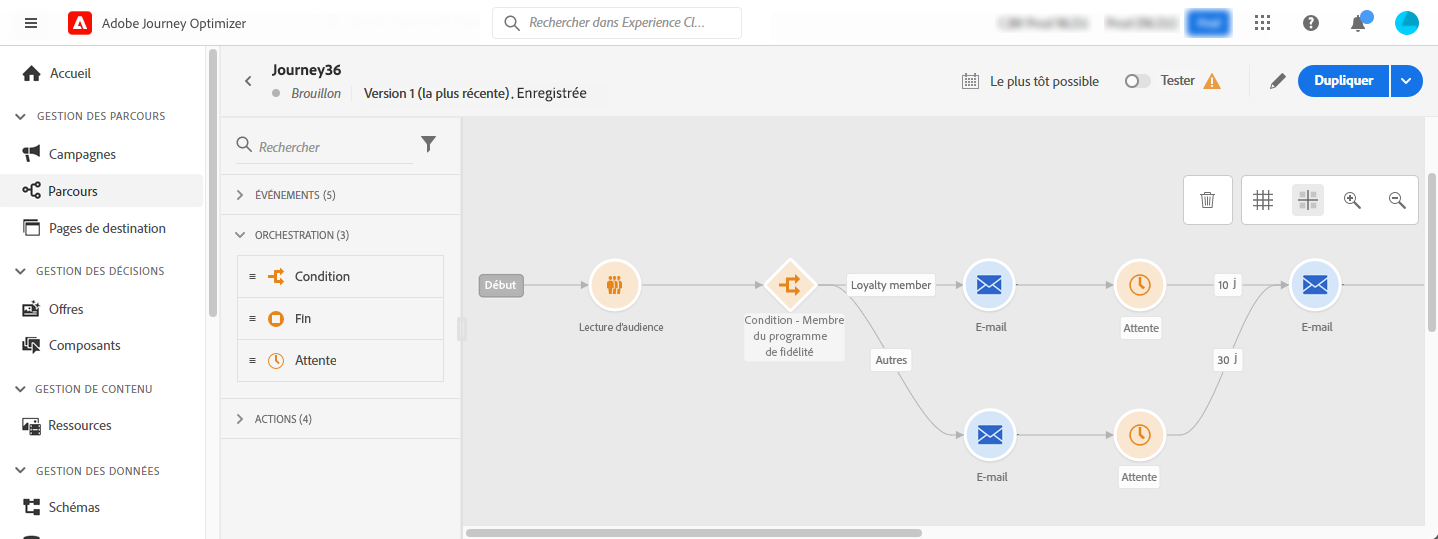 Adobe Journey Optimizer
Rechercher dans Experience Cl...
Accueil
GESTION DES PARCOURS
Campagnes
Parcours
Pages de destination
GESTION DES DÉCISIONS
Offres
Composants
GESTION DE CONTENU
Ressources
GESTION DES DONNÉES
Schémas
Journey36
Brouillon
Version 1 (la plus récente). Enregistrée
Le plus tôt possible
Tester
Dupliquer
Rechercher
ÉVÉNEMENTS (5)
ORCHESTRATION (3)
Condition
Fin
Attente
ACTIONS (4)
Début
Lecture d'audience
Condition - Membre
du programme
de fidélité
Loyalty member
E-mail
Attente
10 j
E-mail
Autres
30 j
E-mail
Attente